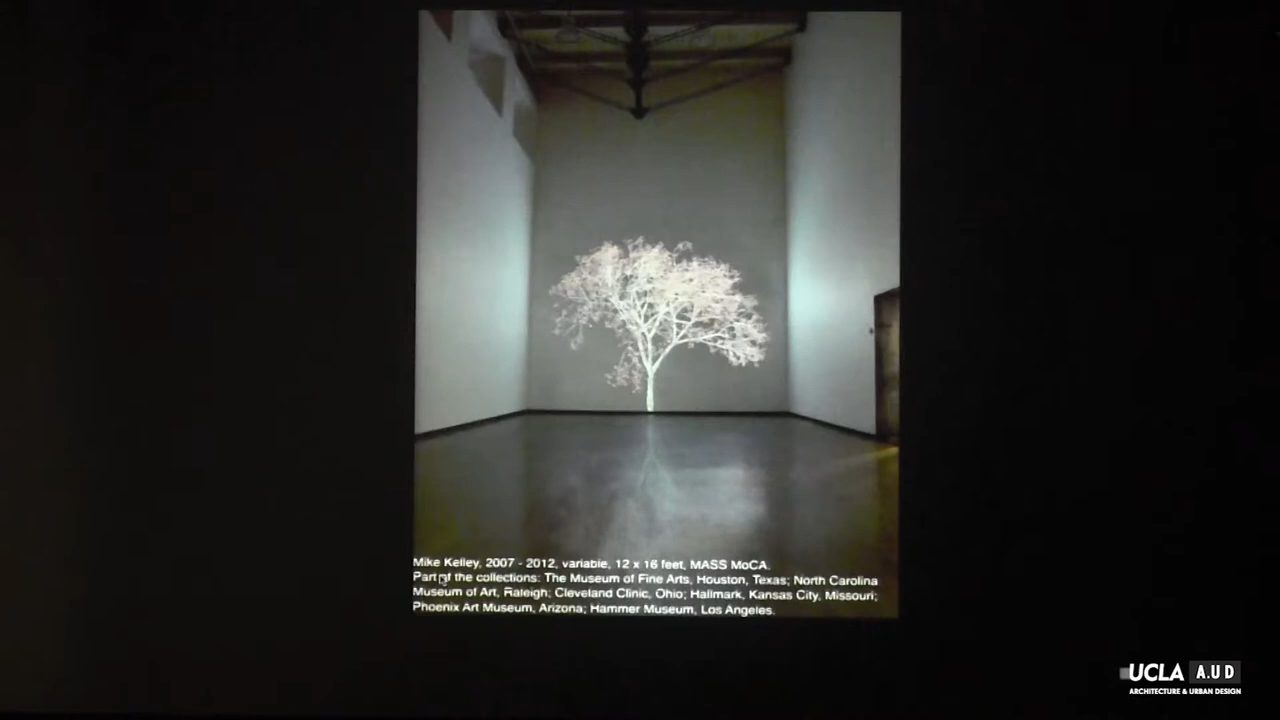 Mike Kelley, 2007 - 2012, variable, 12 x 16 feet, MASS MoCA.
Part of the collections: The Museum of Fine Arts, Houston, Texas; North Carolina
Museum of Art, Raleigh; Cleveland Clinic, Ohio; Hallmark, Kansas City, Missouri;
Phoenix Art Museum, Arizona; Hammer Museum, Los Angeles.
UCLA A.UD
ARCHITECTURE & URBAN DESIGN